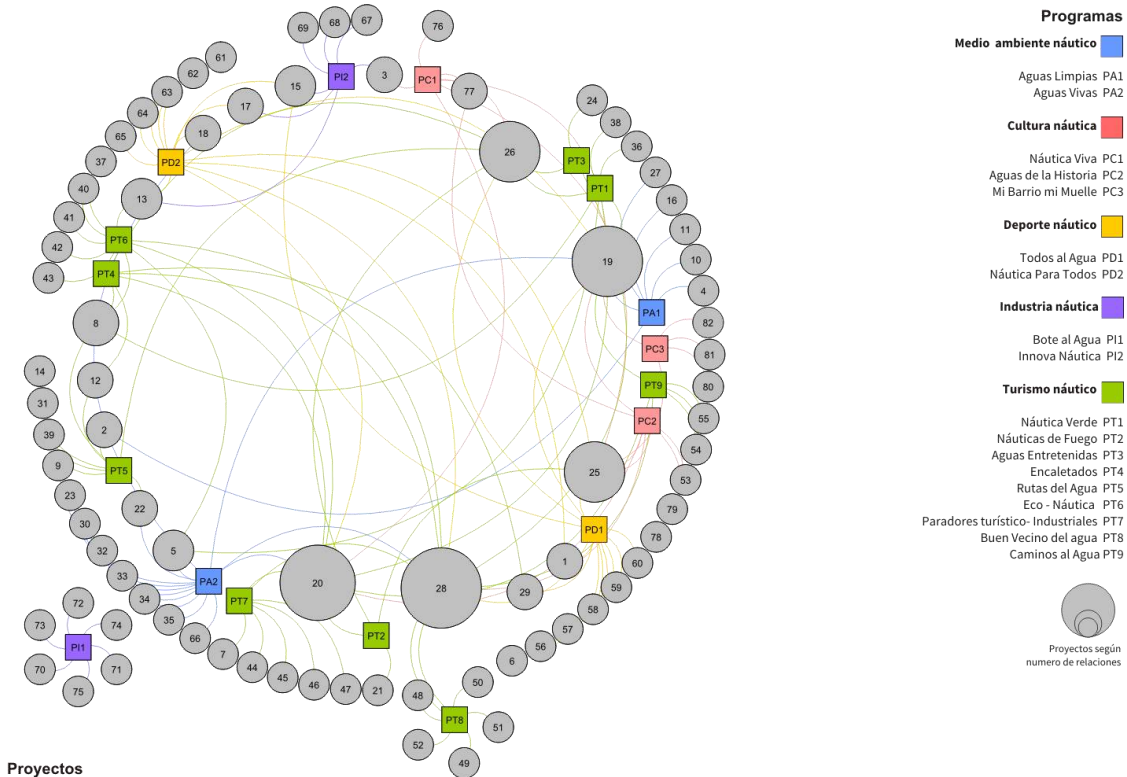 Programas
Medio ambiente náutico
Aguas Limpias PA1
Aguas Vivas PA2
Cultura náutica
Náutica Viva PC1
Aguas de la Historia PC2
Mi Barrio mi Muelle PC3
Deporte náutico
Todos al Agua PD1
Náutica Para Todos PD2
Industria náutica
Bote al Agua PI1
Innova Náutica PI2
Turismo náutico
Náutica Verde PT1
Náuticas de Fuego PT2
Aguas Entretenidas PT3
Encaletados PT4
Rutas del Agua PT5
Eco - Náutica PT6
Paradores turístico- Industriales PT7
Buen Vecino del agua PT8
Caminos al Agua PT9
Proyectos según
numero de relaciones
69
68
67
76
PI2
3
PC1
77
61
62
63
64
65
15
17
18
PD2
37
40
41
42
43
13
PT6
PT4
8
12
2
PT5
22
5
PA2
PT7
20
28
PT2
29
1
PD1
25
PC2
PT9
PC3
PA1
19
PT1
PT3
26
24
38
36
27
16
11
10
4
82
81
80
55
54
53
79
78
60
59
58
57
56
6
50
51
49
52
48
PT8
21
47
46
45
44
7
66
35
34
33
32
30
23
9
39
31
14
72
73
74
PI1
70
71
75
Proyectos